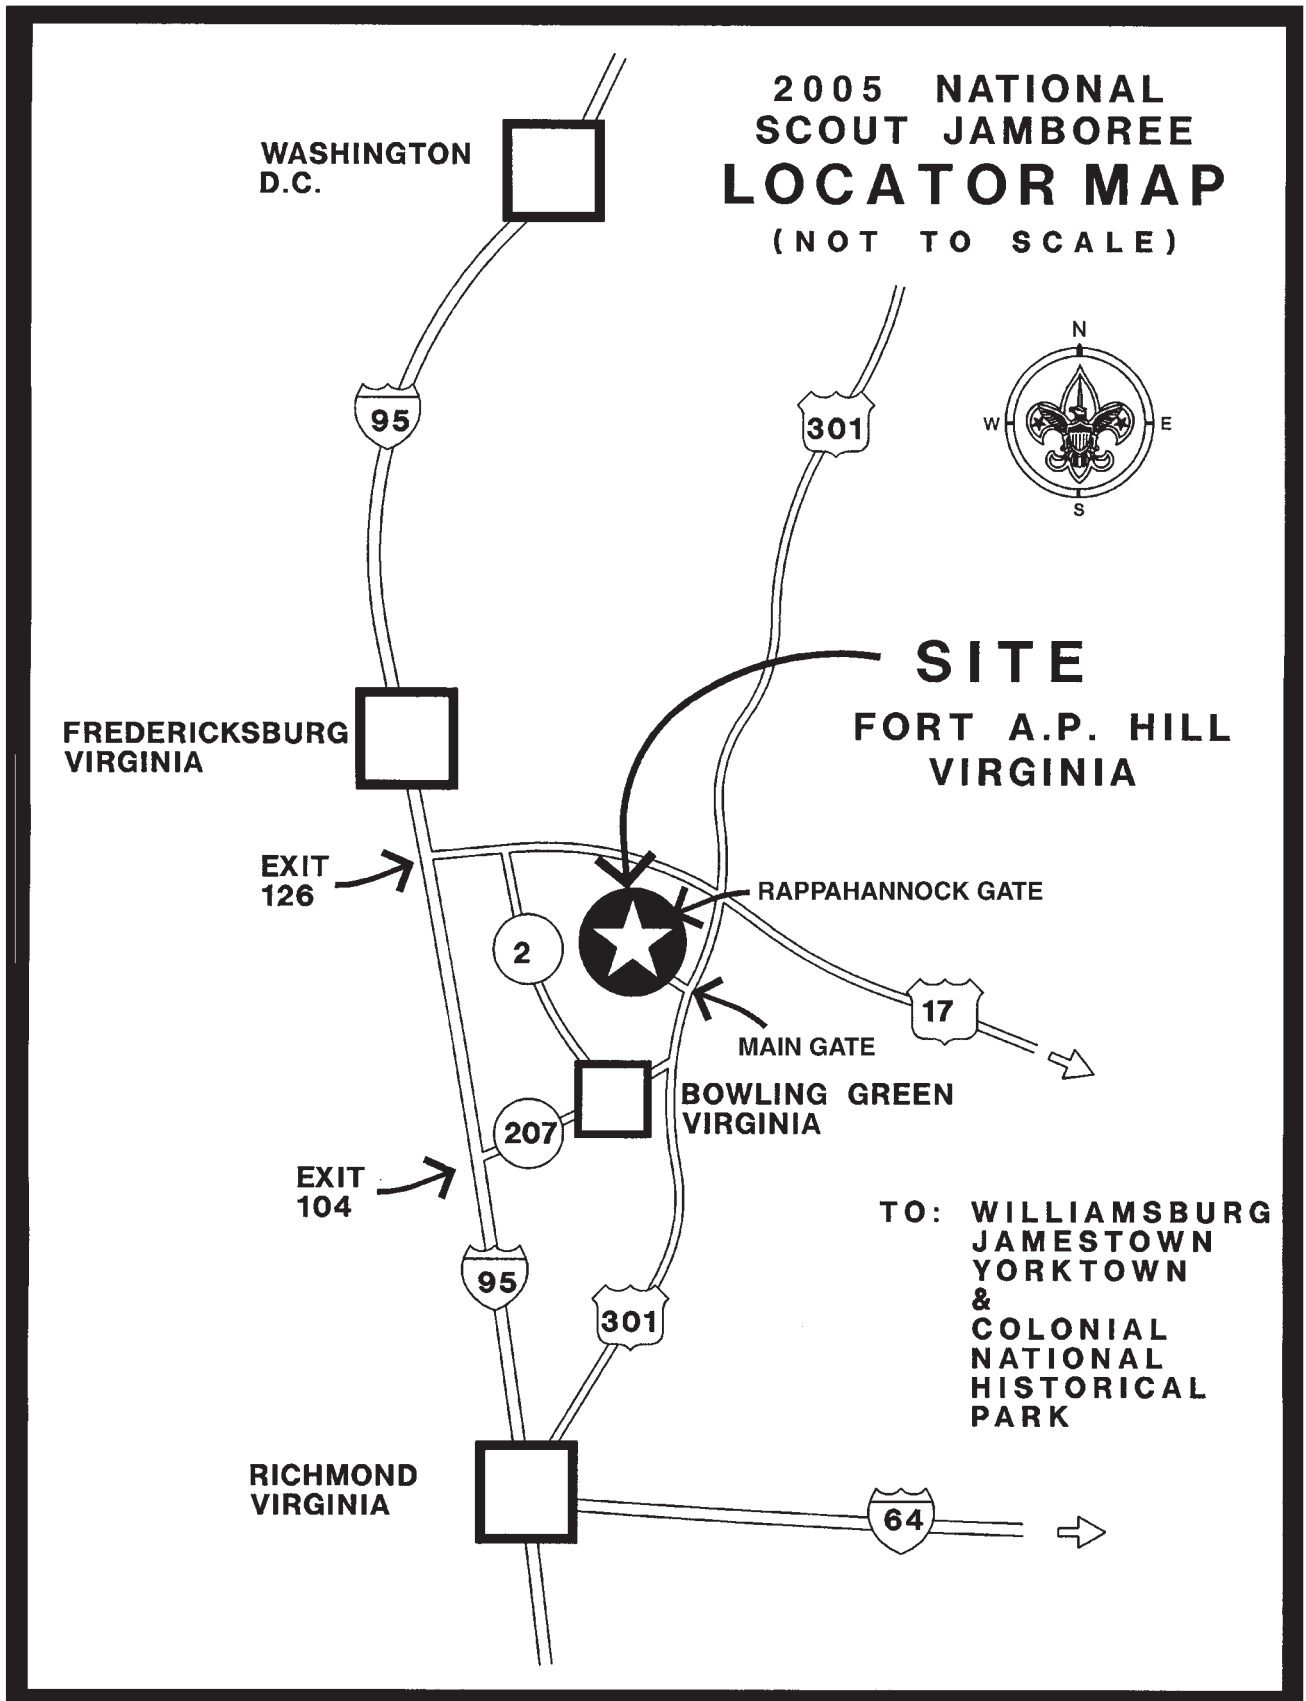 2005 NATIONAL
SCOUT JAMBOREE
LOCATOR MAP
(NOT TO SCALE)
WASHINGTON
D.C.
N
W
E
S
95
301
SITE
FORT A.P. HILL
VIRGINIA
FREDERICKSBURG
VIRGINIA
EXIT
126
RAPPAHANNOCK GATE
2
17
MAIN GATE
BOWLING GREEN
VIRGINIA
207
EXIT
104
TO: WILLIAMSBURG
JAMESTOWN
YORKTOWN
&
COLONIAL
NATIONAL
HISTORICAL
PARK
95
301
RICHMOND
VIRGINIA
64